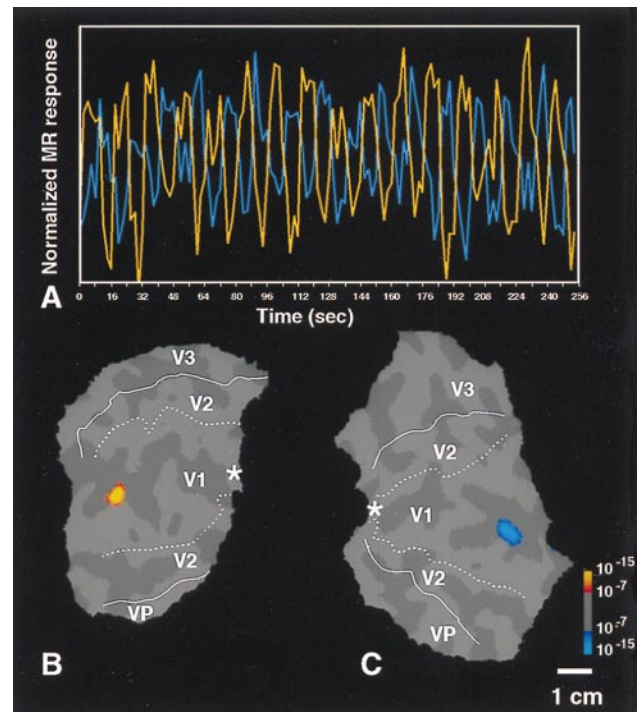 Normalized MR response
A
0 16 32 48 64 80 96 112 128 144 160 176 192 208 224 240 256
Time (sec)
V3
V2
V1
*
V2
VP
B
V3
V2
V1
*
V2
VP
C
10-15
10-7
10-7
10-15
1 cm